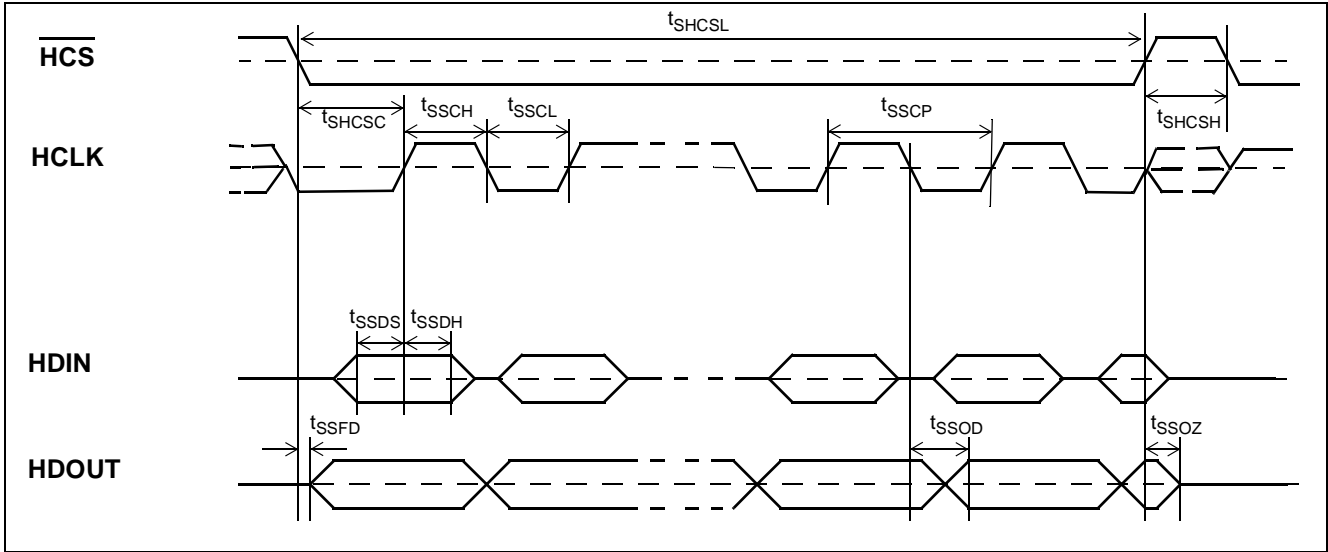 tSHCSL
HCS
tSHCSC
tSSCH
tSSCL
tSSCP
tSHCSH
HCLK
tSSDS
tSSDH
HDIN
tSSFD
tSSOD
tSSOZ
HDOUT